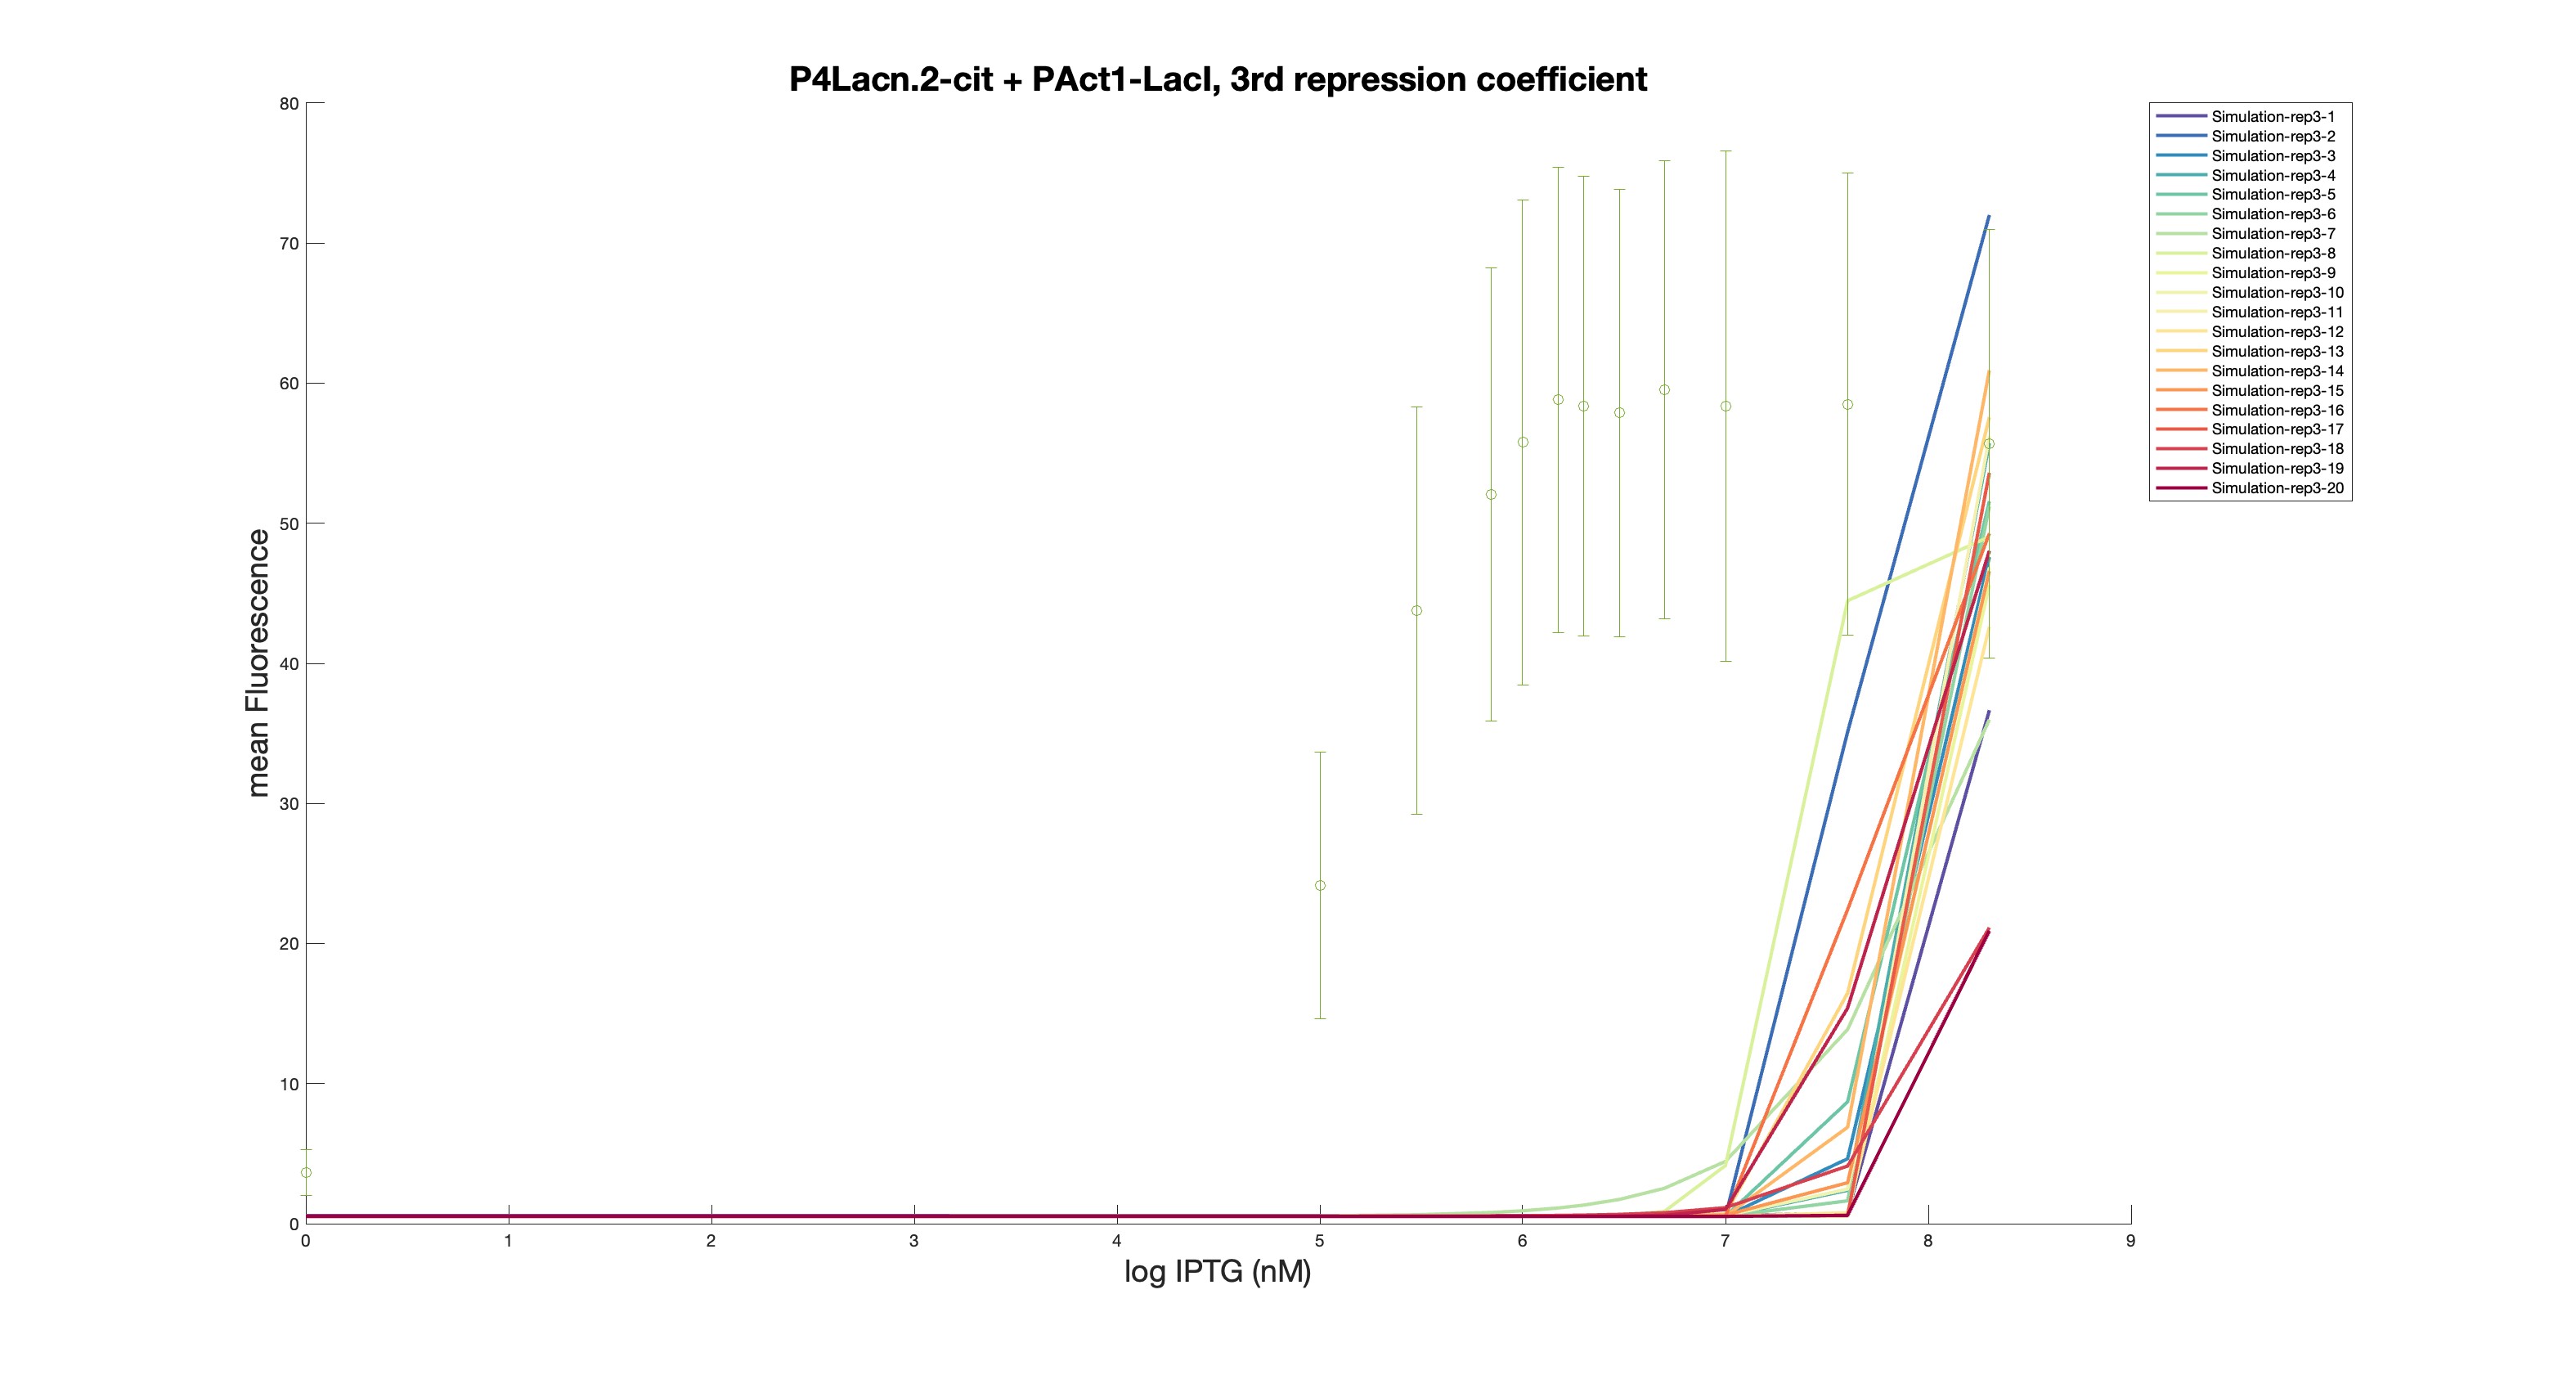 P4Lacn.2-cit + PAct1-LacI, 3rd repression coefficient
80
70
60
50
40
30
20
10
0
mean Fluorescence
0 1 2 3 4 5 6 7 8 9
log IPTG (nM)
Simulation-rep3-1
Simulation-rep3-2
Simulation-rep3-3
Simulation-rep3-4
Simulation-rep3-5
Simulation-rep3-6
Simulation-rep3-7
Simulation-rep3-8
Simulation-rep3-9
Simulation-rep3-10
Simulation-rep3-11
Simulation-rep3-12
Simulation-rep3-13
Simulation-rep3-14
Simulation-rep3-15
Simulation-rep3-16
Simulation-rep3-17
Simulation-rep3-18
Simulation-rep3-19
Simulation-rep3-20